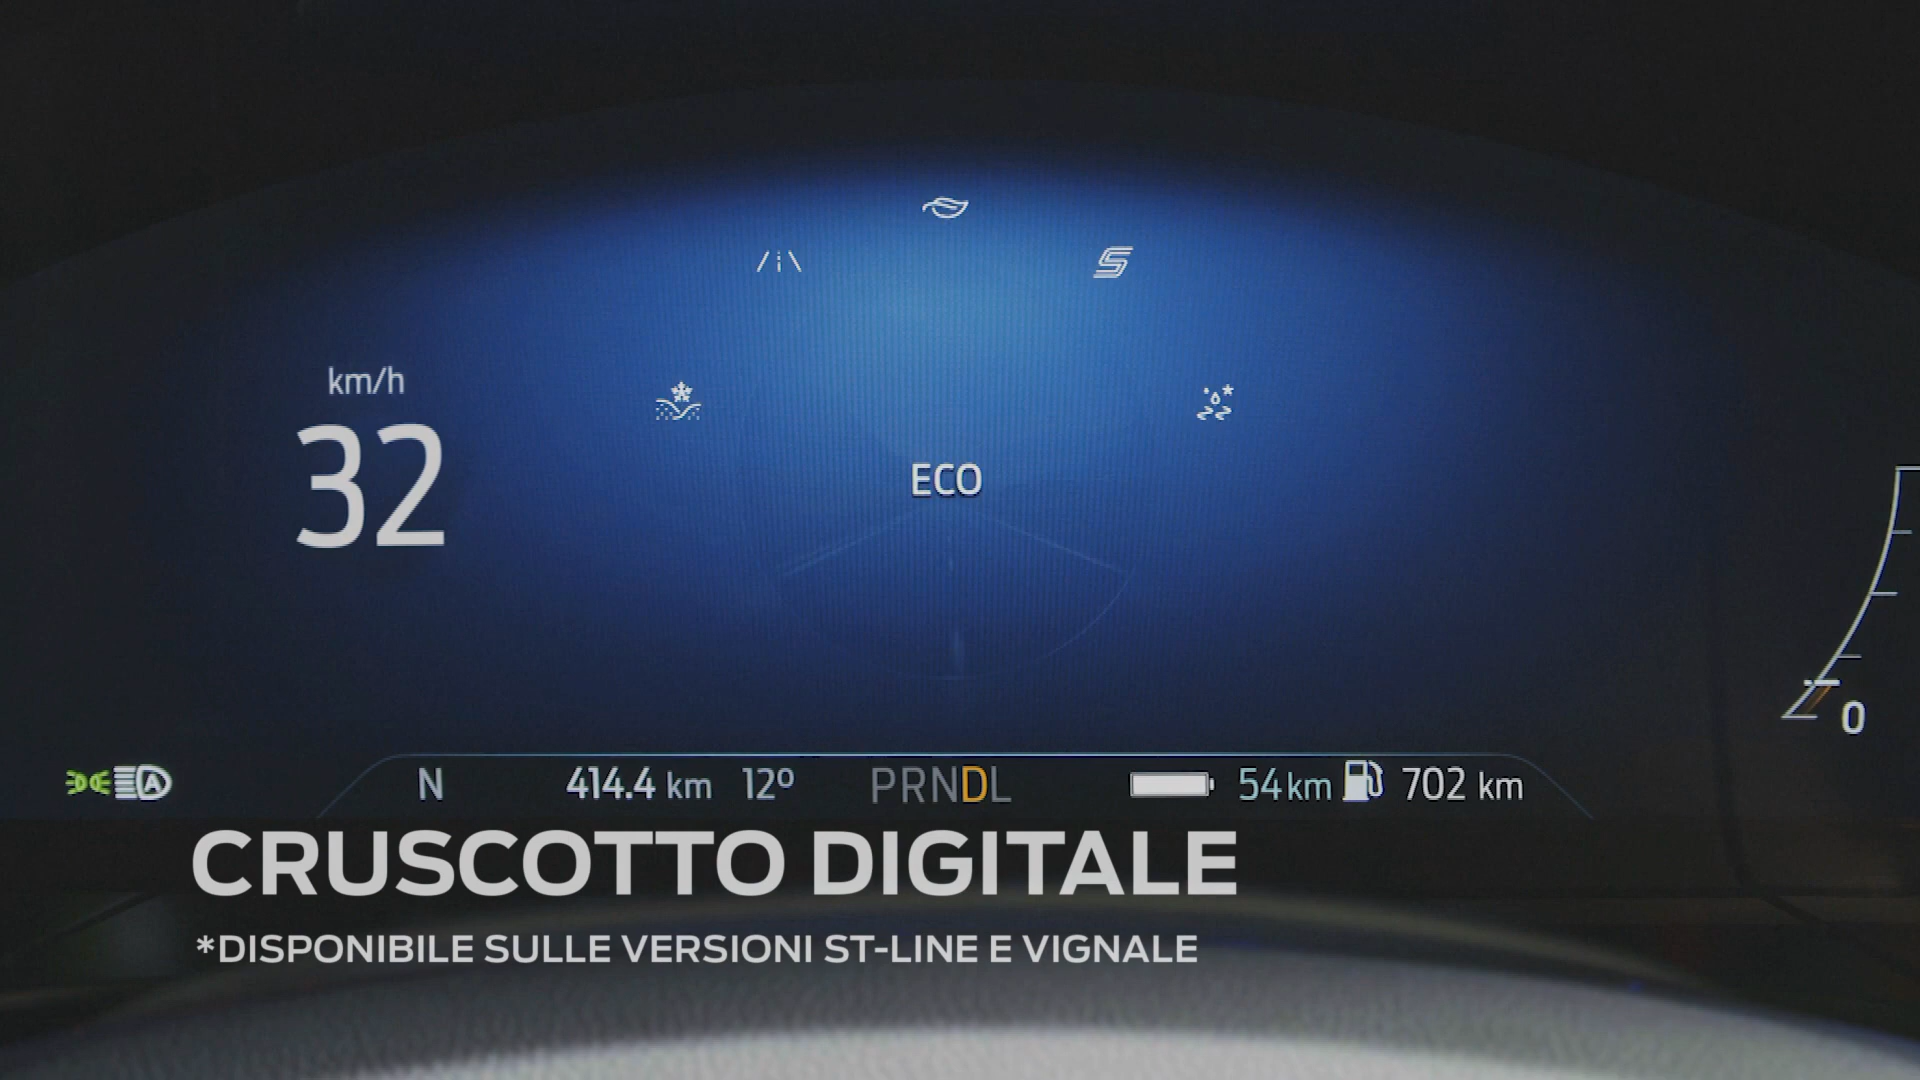 km/h
32
ECO
0
A
N 414.4 km 12º PRNDL 54 km 702 km
CRUSCOTTO DIGITALE
*DISPONIBILE SULLE VERSIONI ST-LINE E VIGNALE